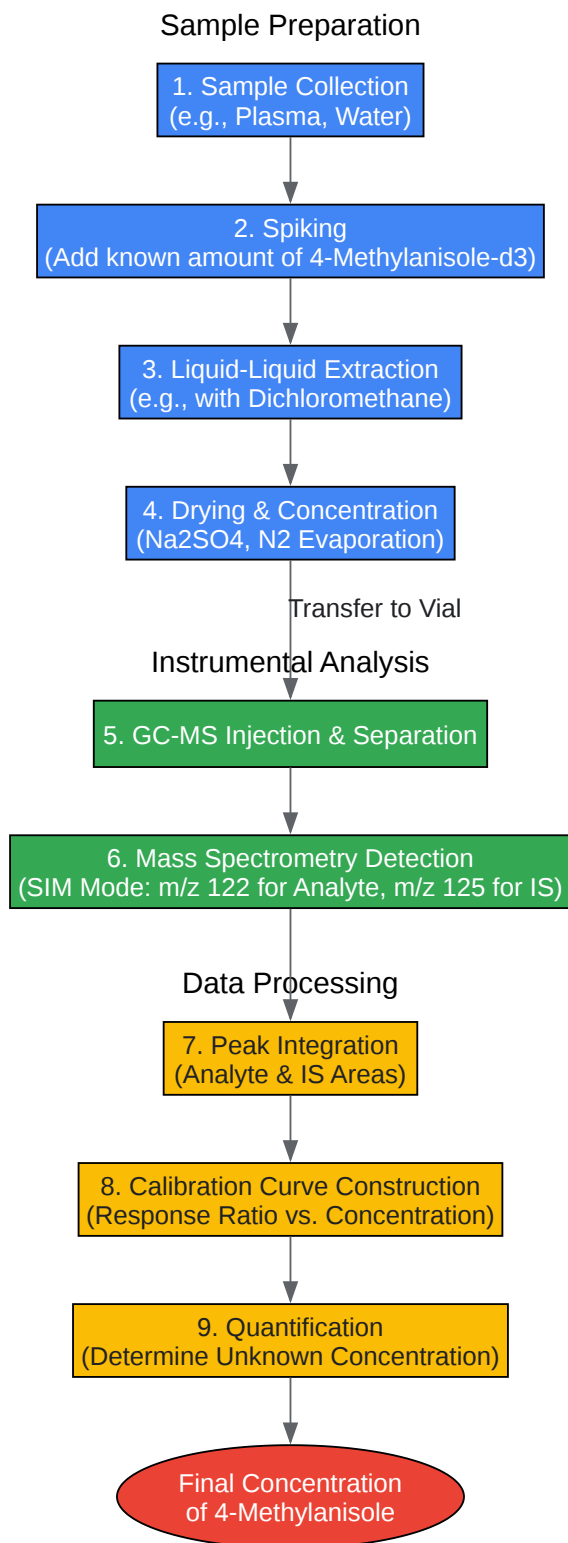 Sample Preparation
1. Sample Collection
(e.g., Plasma, Water)
2. Spiking
(Add known amount of 4-Methylanisole-d3)
3. Liquid-Liquid Extraction
(e.g., with Dichloromethane)
4. Drying & Concentration
(Na2SO4, N2 Evaporation)
Transfer to Vial
Instrumental Analysis
5. GC-MS Injection & Separation
6. Mass Spectrometry Detection
(SIM Mode: m/z 122 for Analyte, m/z 125 for IS)
Data Processing
7. Peak Integration
(Analyte & IS Areas)
8. Calibration Curve Construction
(Response Ratio vs. Concentration)
9. Quantification
(Determine Unknown Concentration)
Final Concentration
of 4-Methylanisole